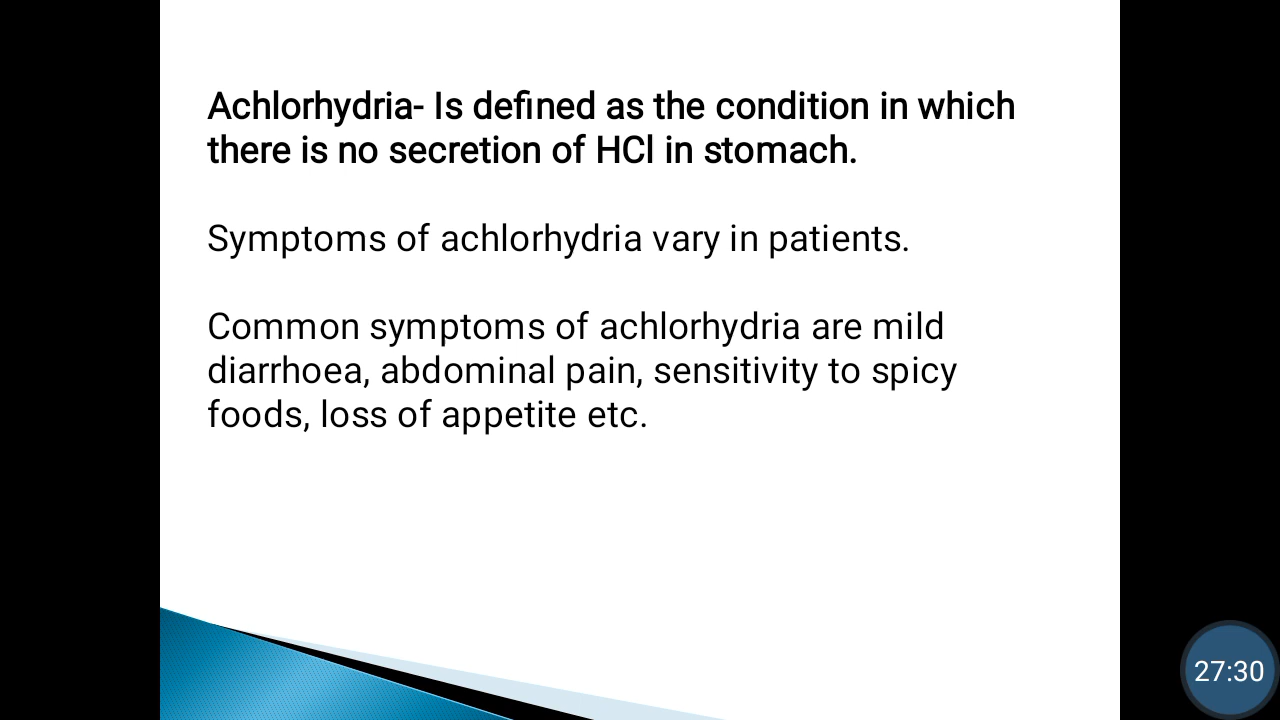 Achlorhydria- Is defined as the condition in which
there is no secretion of HCl in stomach.
Symptoms of achlorhydria vary in patients.
Common symptoms of achlorhydria are mild
diarrhoea, abdominal pain, sensitivity to spicy
foods, loss of appetite etc.
27:30